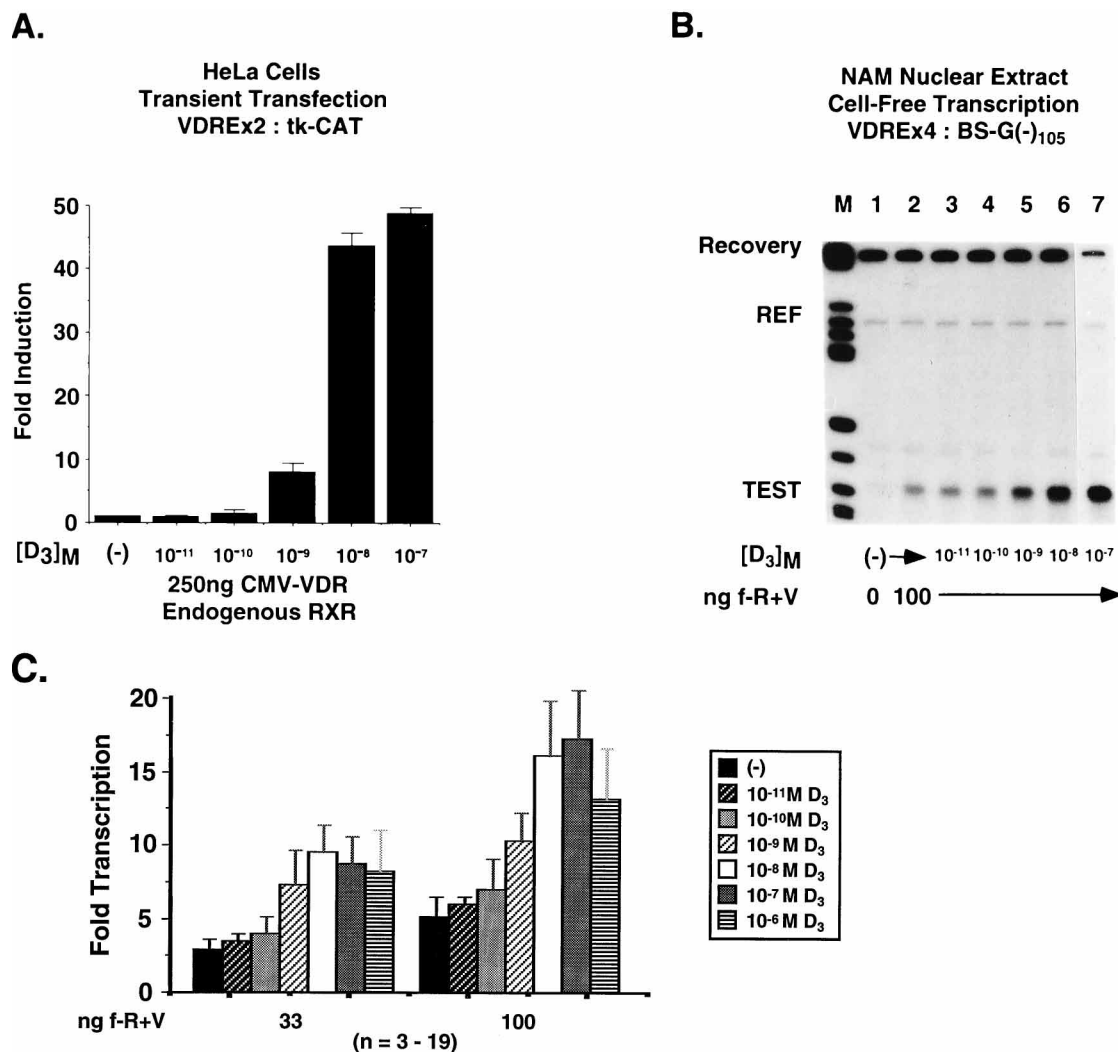 A.
HeLa Cells
Transient Transfection
VDREx2 : tk-CAT
Fold Induction
50
40
30
20
10
0
[D₃]M (-) 10⁻¹¹ 10⁻¹⁰ 10⁻⁹ 10⁻⁸ 10⁻⁷
250ng CMV-VDR
Endogenous RXR
B.
NAM Nuclear Extract
Cell-Free Transcription
VDREx4 : BS-G(-)₁₀₅
M 1 2 3 4 5 6 7
Recovery
REF
TEST
[D₃]M (-) 10⁻¹¹ 10⁻¹⁰ 10⁻⁹ 10⁻⁸ 10⁻⁷
ng f-R+V 0 100
C.
Fold Transcription
20
15
10
5
0
ng f-R+V 33 100
(n = 3 - 19)
(-)
10⁻¹¹M D₃
10⁻¹⁰M D₃
10⁻⁹ M D₃
10⁻⁸ M D₃
10⁻⁷ M D₃
10⁻⁶ M D₃